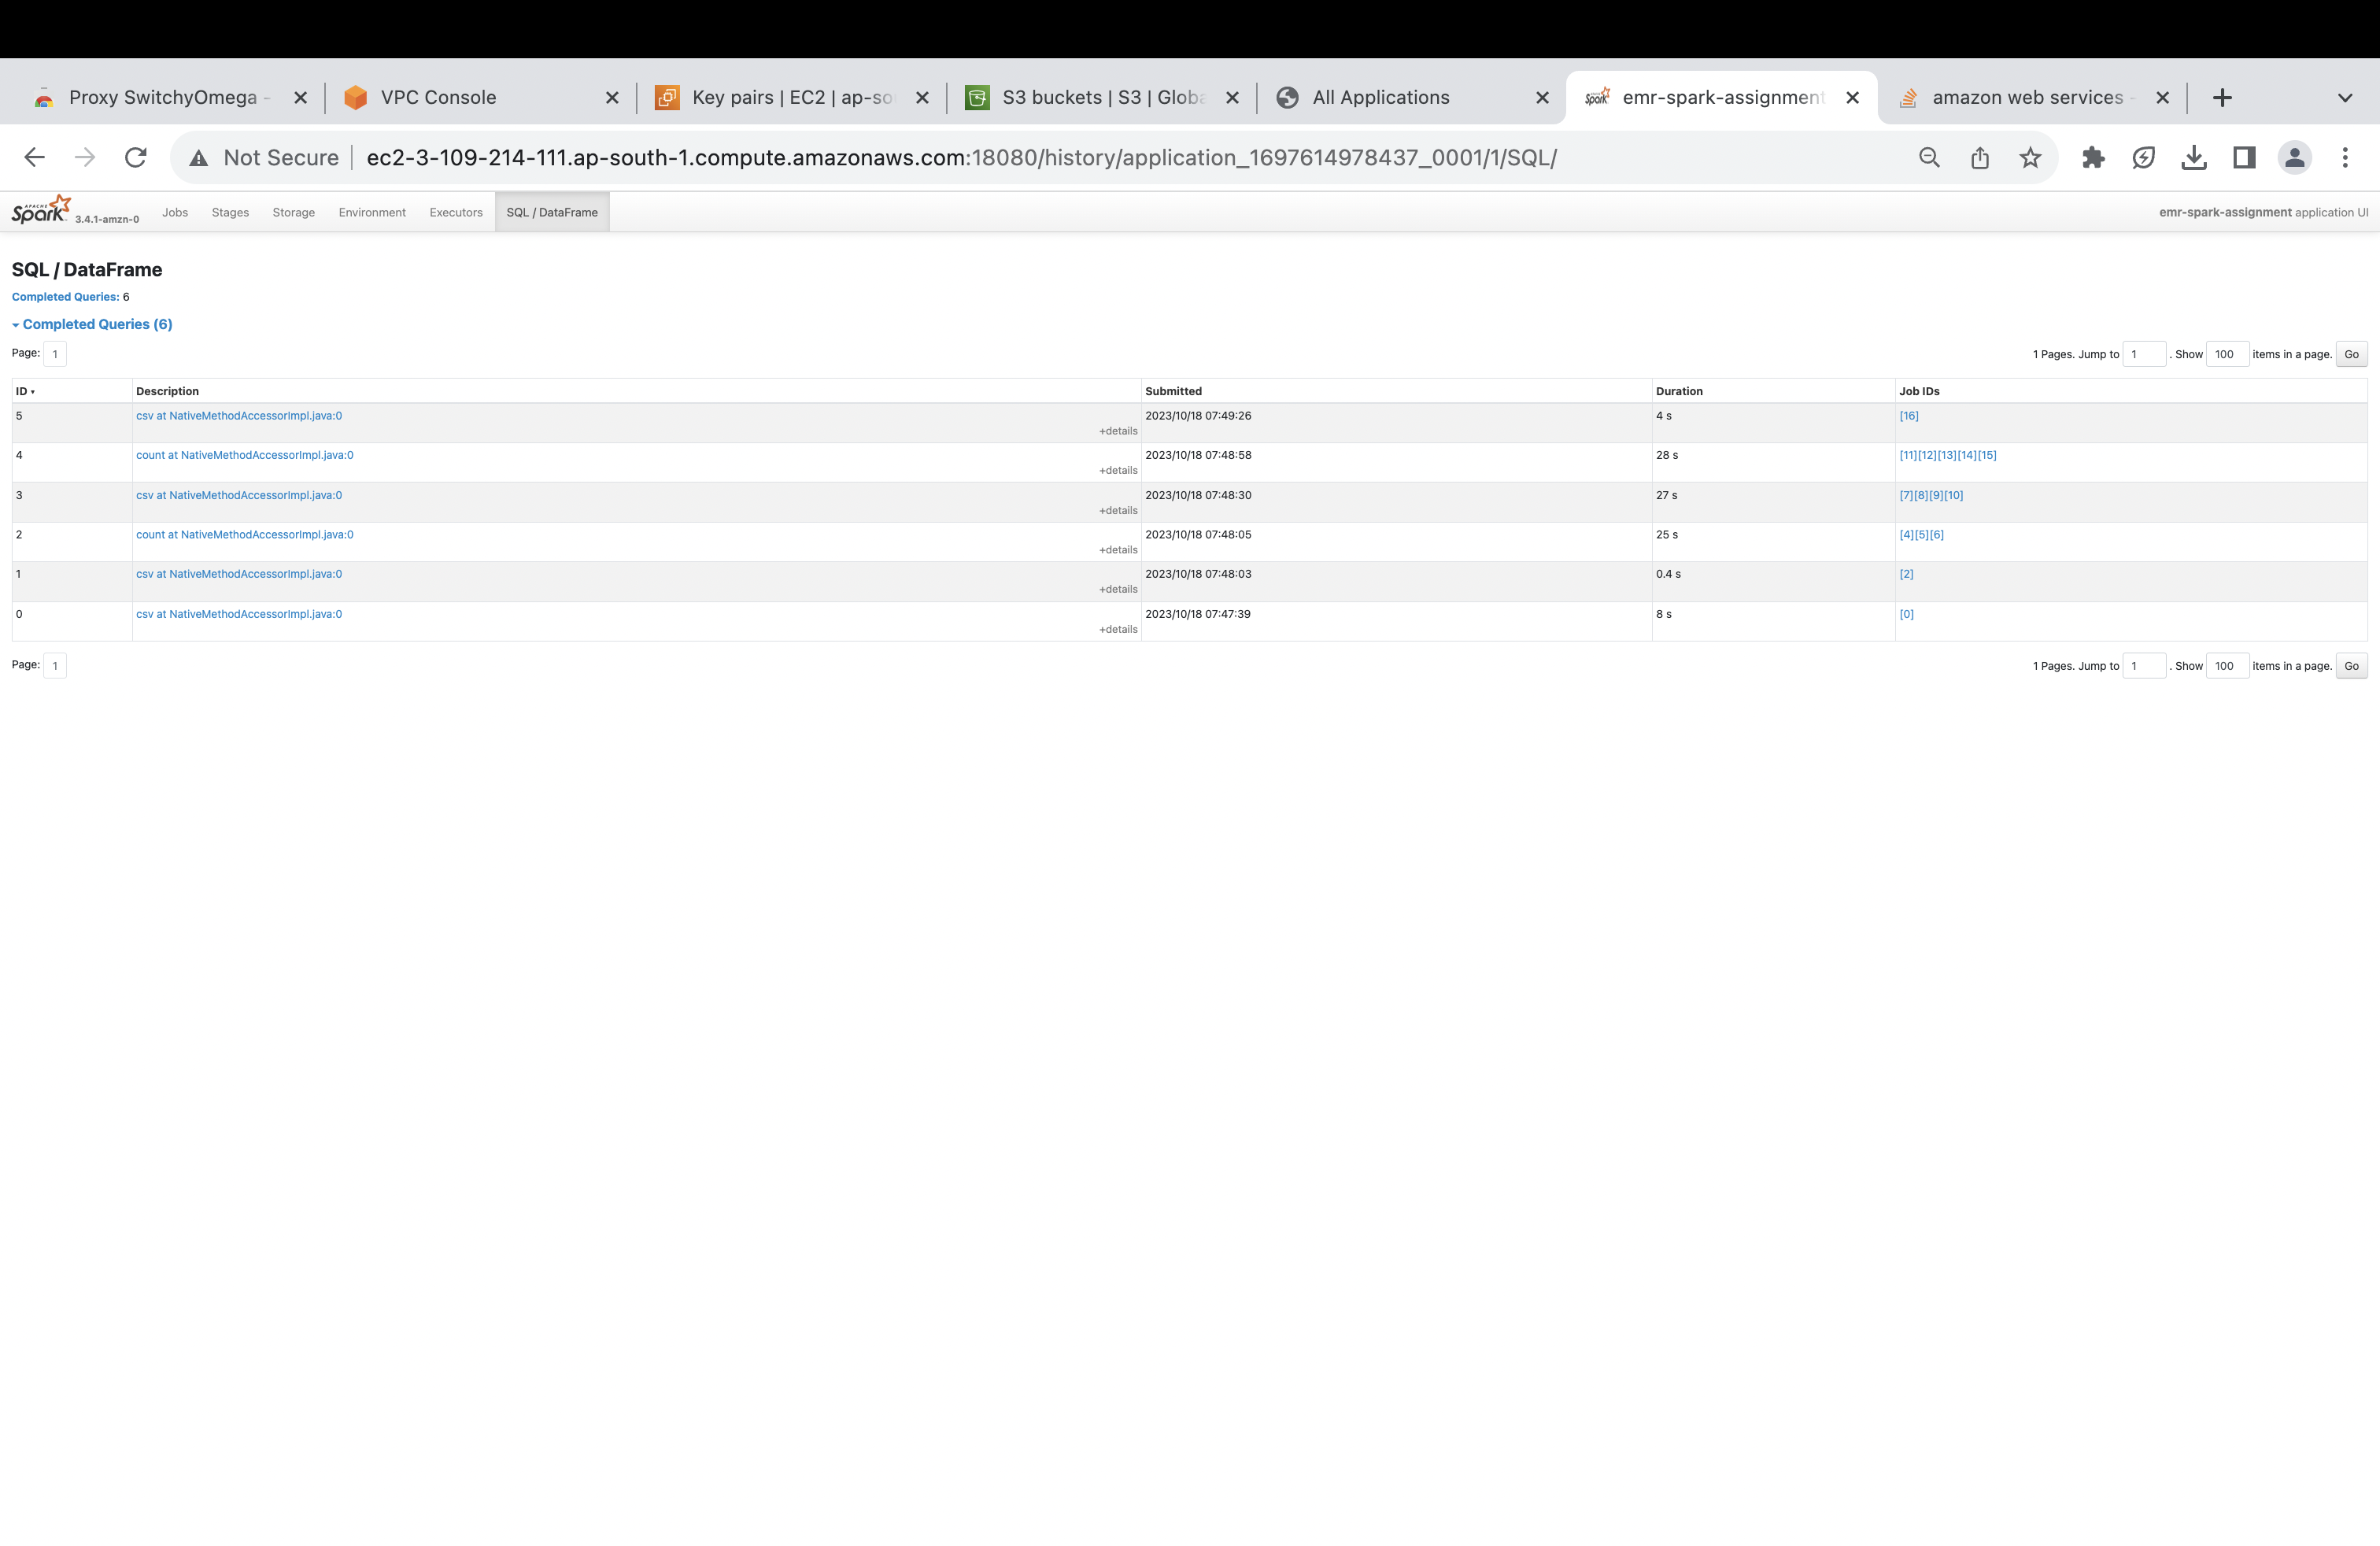 Proxy SwitchyOmega -
VPC Console
Key pairs | EC2 | ap-so
S3 buckets | S3 | Globa
All Applications
emr-spark-assignment
amazon web services -
Not Secure
ec2-3-109-214-111.ap-south-1.compute.amazonaws.com:18080/history/application_1697614978437_0001/1/SQL/
APACHE Spark 3.4.1-amzn-0 Jobs Stages Storage Environment Executors SQL / DataFrame emr-spark-assignment application UI
SQL / DataFrame
Completed Queries: 6
Completed Queries (6)
Page: 1 1 Pages. Jump to 1 . Show 100 items in a page. Go
ID Description Submitted Duration Job IDs
5 csv at NativeMethodAccessorImpl.java:0 +details 2023/10/18 07:49:26 4 s [16]
4 count at NativeMethodAccessorImpl.java:0 +details 2023/10/18 07:48:58 28 s [11][12][13][14][15]
3 csv at NativeMethodAccessorImpl.java:0 +details 2023/10/18 07:48:30 27 s [7][8][9][10]
2 count at NativeMethodAccessorImpl.java:0 +details 2023/10/18 07:48:05 25 s [4][5][6]
1 csv at NativeMethodAccessorImpl.java:0 +details 2023/10/18 07:48:03 0.4 s [2]
0 csv at NativeMethodAccessorImpl.java:0 +details 2023/10/18 07:47:39 8 s [0]
Page: 1 1 Pages. Jump to 1 . Show 100 items in a page. Go